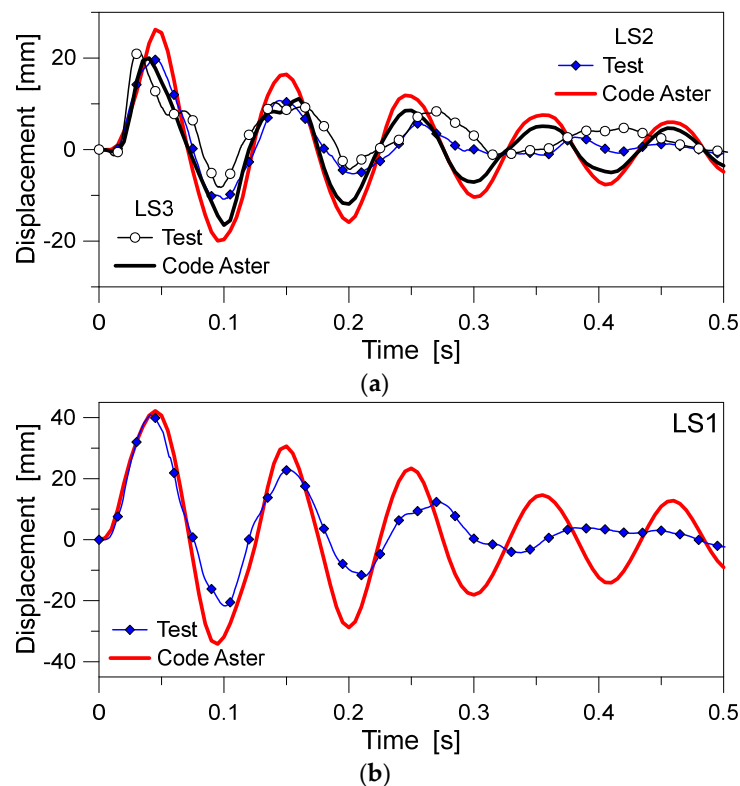 LS2
Test
Code Aster
LS3
Test
Code Aster
Displacement [mm]
20
0
-20
0
0.1
0.2
0.3
0.4
0.5
Time [s]
(a)
LS1
Test
Code Aster
Displacement [mm]
40
20
0
-20
-40
0
0.1
0.2
0.3
0.4
0.5
Time [s]
(b)